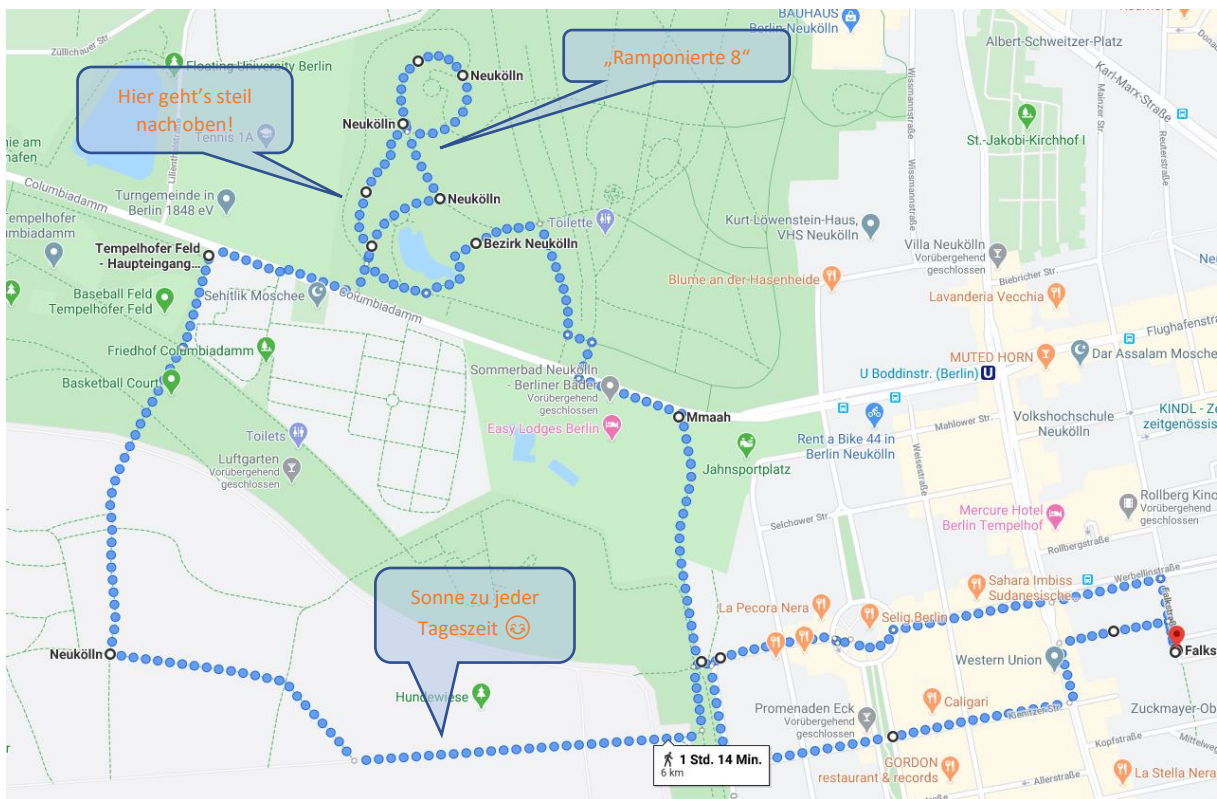 BAUHAUS
Berlin-Neukölln
Albert-Schweitzer-Platz
Züllichauer Str.
Floating University Berlin
Karl-Marx-Straße
Mainzer Str.
Reuterstraße
Wissmannstraße
Wissmannstraße
Neukölln
„Ramponierte 8“
Hier geht's steil
nach oben!
Neukölln
Tennis 1A
Lilienthalstraße
St.-Jakobi-Kirchhof I
Columbiadamm
Turngemeinde in
Berlin 1848 eV
Neukölln
Toilette
Kurt-Löwenstein-Haus,
VHS Neukölln
Tempelhofer Feld
- Haupteingang...
Bezirk Neukölln
Villa Neukölln
Vorübergehend
geschlossen
Biebricher Str.
Blume an der Hasenheide
Lavanderia Vecchia
Baseball Feld
Tempelhofer Feld
Sehitlik Moschee
Columbiadamm
Flughafenstra
Friedhof Columbiadamm
MUTED HORN
Dar Assalam Mosche
Basketball Court
Sommerbad Neukölln
- Berliner Bäder
Vorübergehend
geschlossen
U Boddinstr. (Berlin)
Mmaah
Easy Lodges Berlin
Toilets
Luftgarten
Vorübergehend
geschlossen
Mahlower Str.
Weisestraße
Volkshochschule
Neukölln
KINDL - Ze
zeitgenössis
Rent a Bike 44 in
Berlin Neukölln
Jahnsportplatz
Mercure Hotel
Berlin Tempelhof
Rollberg Kino
Vorübergehend
geschlossen
Selchower Str.
Rollbergstraße
Werbellinstraße
Sonne zu jeder
Tageszeit 😊
La Pecora Nera
Selig.Berlin
Sahara Imbiss
Sudanesische...
Falkstraße
Neukölln
Western Union
Falks
Hundewiese
Caligari
Promenaden Eck
Vorübergehend
geschlossen
Kienitzer Str.
Zuckmayer-Ob
Kopfstraße
Mittelweg
1 Std. 14 Min.
6 km
GORDON
restaurant & records
Allerstraße
La Stella Nera